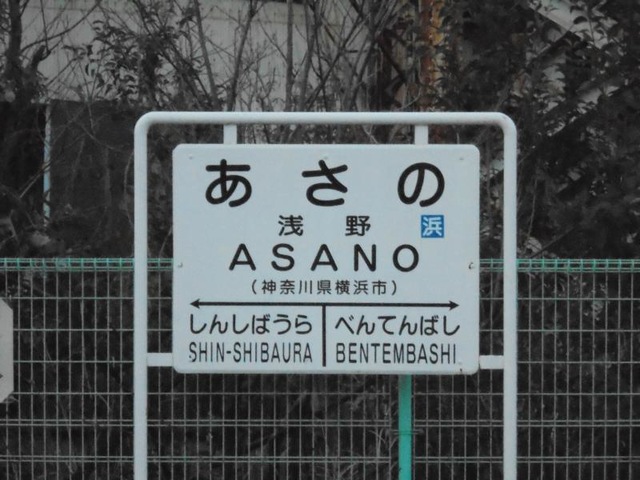 あさの
浅野 浜
ASANO
(神奈川県横浜市)
しんしばうら べんてんばし
SHIN-SHIBAURA BENTEMBASHI